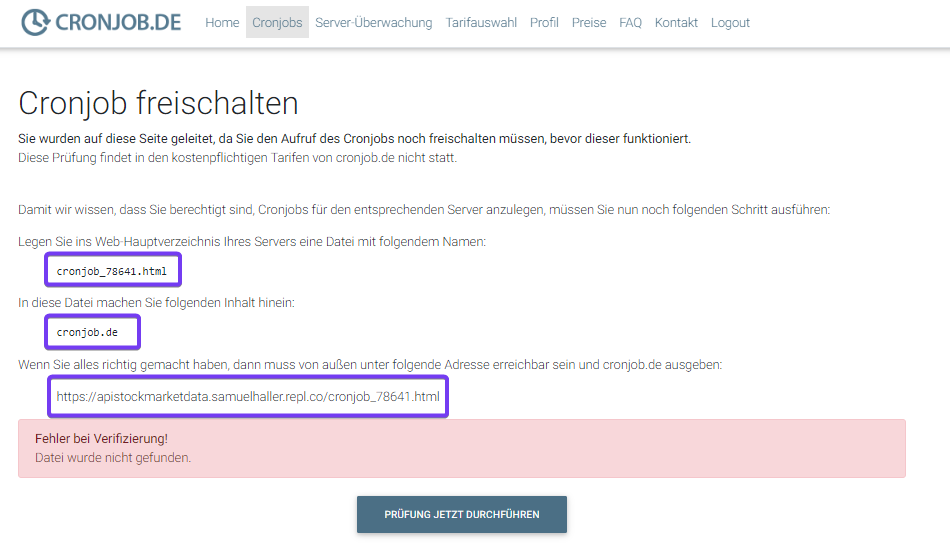 CRONJOB.DE Home Cronjobs Server-Überwachung Tarifauswahl Profil Preise FAQ Kontakt Logout
Cronjob freischalten
Sie wurden auf diese Seite geleitet, da Sie den Aufruf des Cronjobs noch freischalten müssen, bevor dieser funktioniert.
Diese Prüfung findet in den kostenpflichtigen Tarifen von cronjob.de nicht statt.
Damit wir wissen, dass Sie berechtigt sind, Cronjobs für den entsprechenden Server anzulegen, müssen Sie nun noch folgenden Schritt ausführen:
Legen Sie ins Web-Hauptverzeichnis Ihres Servers eine Datei mit folgendem Namen:
cronjob_78641.html
In diese Datei machen Sie folgenden Inhalt hinein:
cronjob.de
Wenn Sie alles richtig gemacht haben, dann muss von außen unter folgende Adresse erreichbar sein und cronjob.de ausgeben:
https://apistockmarketdata.samuelhaller.repl.co/cronjob_78641.html
Fehler bei Verifizierung!
Datei wurde nicht gefunden.
PRÜFUNG JETZT DURCHFÜHREN